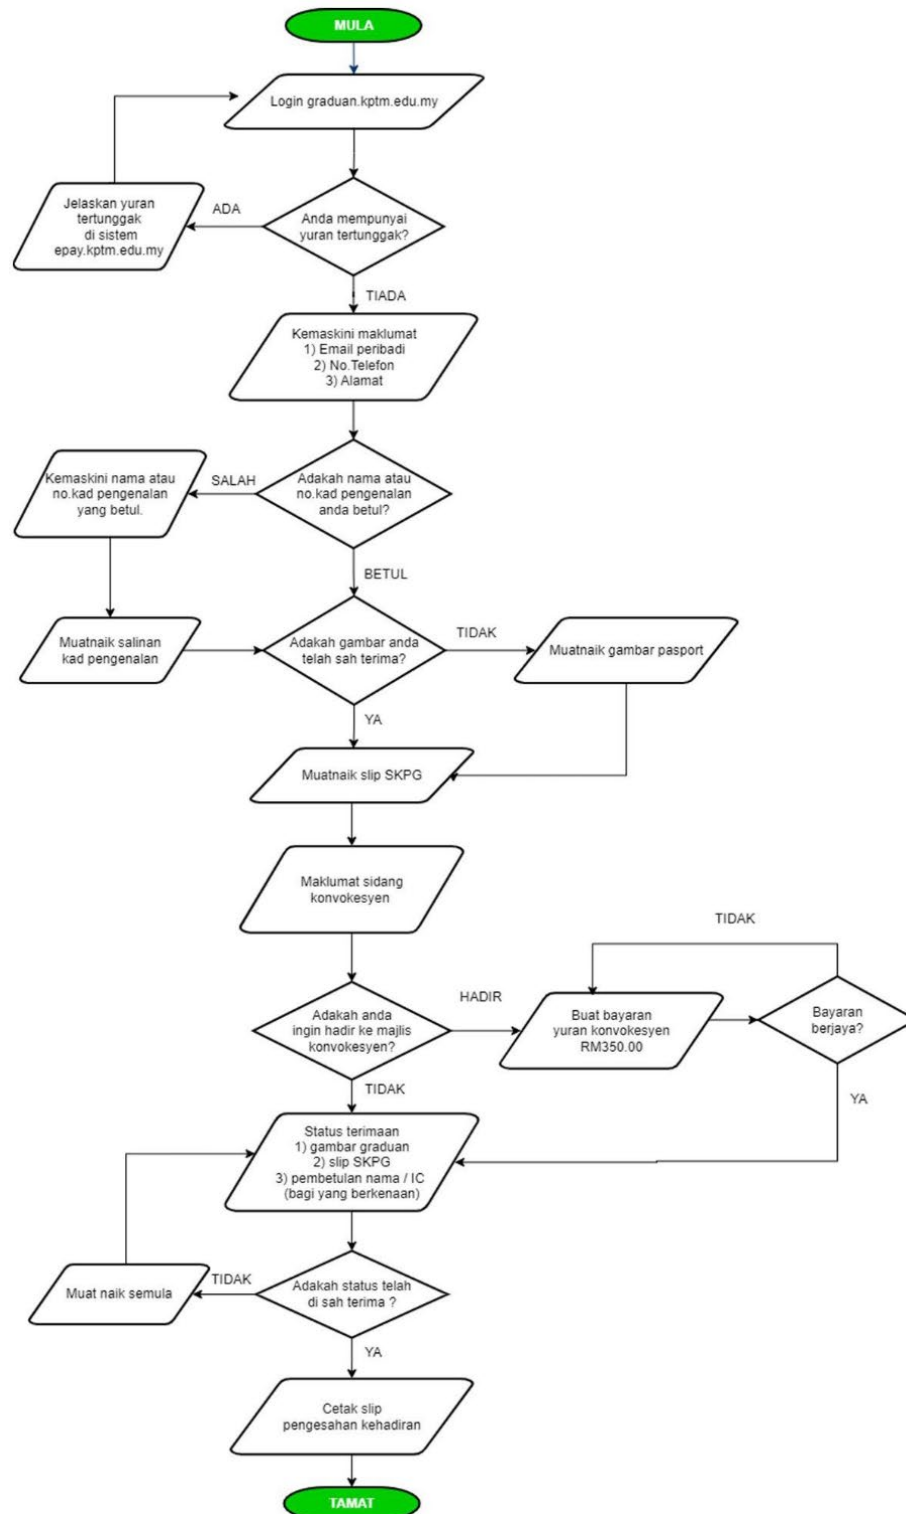 MULA
Login graduan.kptm.edu.my
Jelaskan yuran
tertunggak
di sistem
epay.kptm.edu.my
ADA
Anda mempunyai
yuran tertunggak?
TIADA
Kemaskini maklumat
1) Email peribadi
2) No.Telefon
3) Alamat
Kemaskini nama atau
no.kad pengenalan
yang betul.
SALAH
Adakah nama atau
no.kad pengenalan
anda betul?
BETUL
Muatnaik salinan
kad pengenalan
Adakah gambar anda
telah sah terima?
TIDAK
Muatnaik gambar pasport
YA
Muatnaik slip SKPG
Maklumat sidang
konvokesyen
TIDAK
Adakah anda
ingin hadir ke majlis
konvokesyen?
HADIR
Buat bayaran
yuran konvokesyen
RM350.00
Bayaran
berjaya?
TIDAK
YA
Status terimaan
1) gambar graduan
2) slip SKPG
3) pembetulan nama / IC
(bagi yang berkenaan)
Muat naik semula
TIDAK
Adakah status telah
di sah terima ?
YA
Cetak slip
pengesahan kehadiran
TAMAT